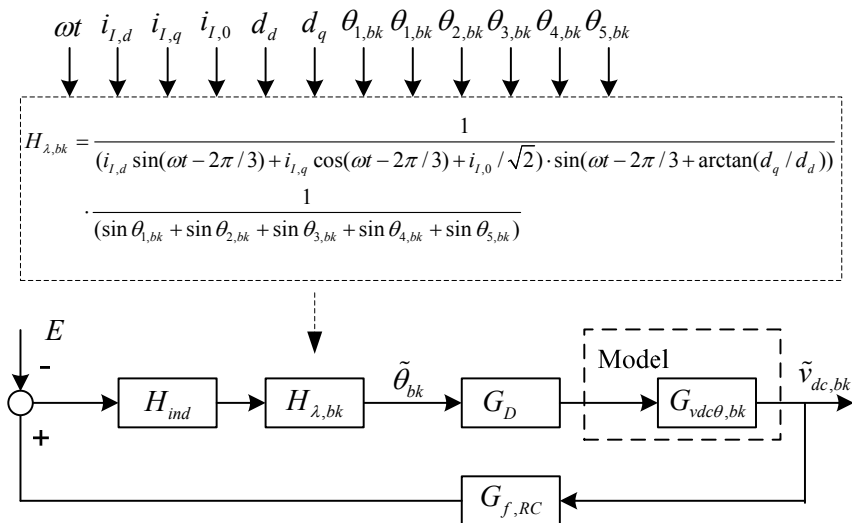 ωt i_{I,d} i_{I,q} i_{I,0} d_d d_q θ_{1,bk} θ_{1,bk} θ_{2,bk} θ_{3,bk} θ_{4,bk} θ_{5,bk}
H_{λ,bk} = \frac{1}{(i_{I,d} sin(ωt − 2π/3) + i_{I,q} cos(ωt − 2π/3) + i_{I,0}/√2)·sin(ωt − 2π/3 + arctan(d_q/d_d))}
· \frac{1}{(sin θ_{1,bk} + sin θ_{2,bk} + sin θ_{3,bk} + sin θ_{4,bk} + sin θ_{5,bk})}
E
-
Model
H_{ind}
H_{λ,bk}
θ̃_{bk}
G_D
G_{vdcθ,bk}
ṽ_{dc,bk}
+
G_{f,RC}